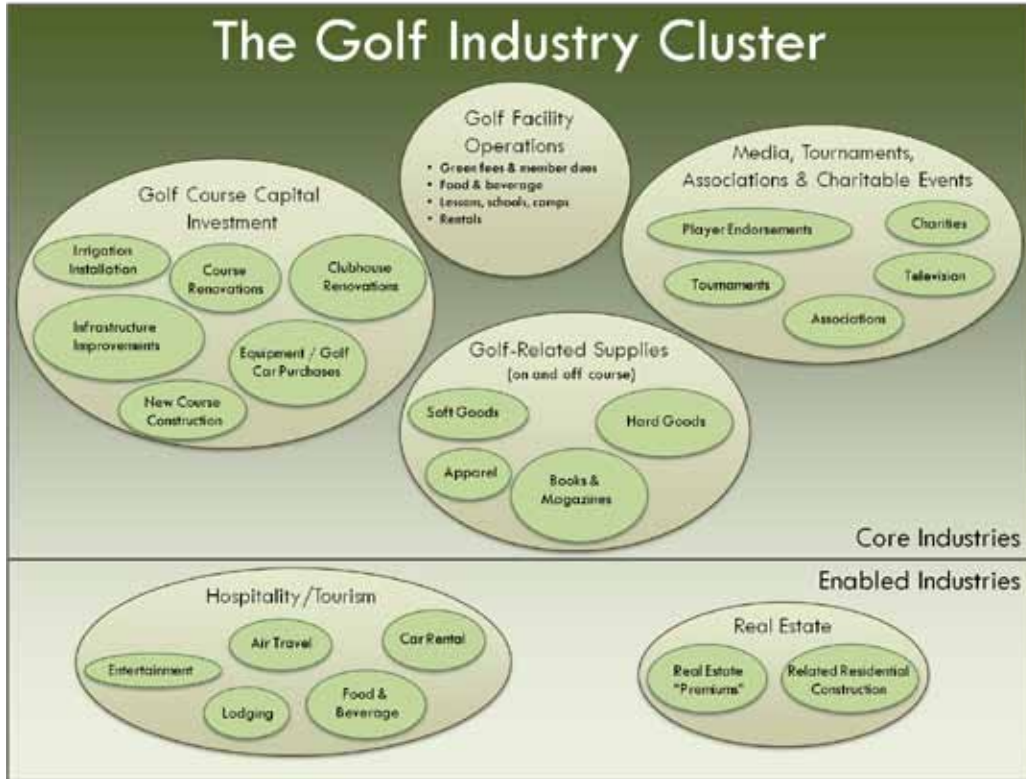 The Golf Industry Cluster
Golf Facility
Operations
• Green fees & member dues
• Food & beverage
• Lessons, schools, camps
• Rentals
Golf Course Capital
Investment
Irrigation
Installation
Course
Renovations
Clubhouse
Renovations
Infrastructure
Improvements
Equipment / Golf
Car Purchases
New Course
Construction
Media, Tournaments,
Associations & Charitable Events
Player Endorsements
Charities
Tournaments
Television
Associations
Golf-Related Supplies
(on and off course)
Soft Goods
Hard Goods
Apparel
Books &
Magazines
Core Industries
Enabled Industries
Hospitality/Tourism
Air Travel
Car Rental
Entertainment
Lodging
Food &
Beverage
Real Estate
Real Estate
"Premiums"
Related Residential
Construction